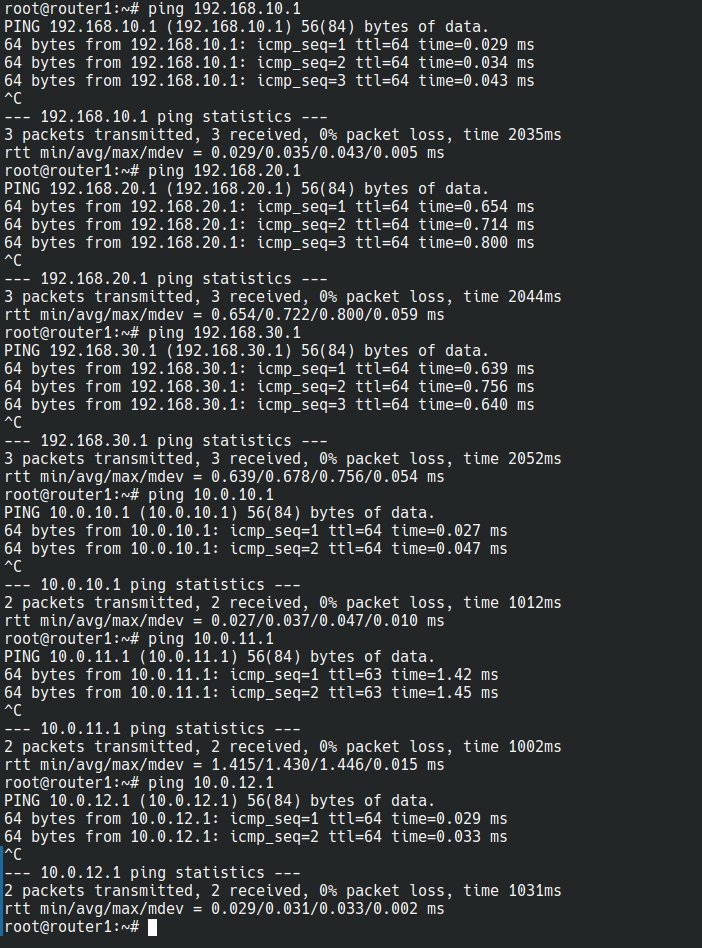 root@router1:~# ping 192.168.10.1
PING 192.168.10.1 (192.168.10.1) 56(84) bytes of data.
64 bytes from 192.168.10.1: icmp_seq=1 ttl=64 time=0.029 ms
64 bytes from 192.168.10.1: icmp_seq=2 ttl=64 time=0.034 ms
64 bytes from 192.168.10.1: icmp_seq=3 ttl=64 time=0.043 ms
^C
--- 192.168.10.1 ping statistics ---
3 packets transmitted, 3 received, 0% packet loss, time 2035ms
rtt min/avg/max/mdev = 0.029/0.035/0.043/0.005 ms
root@router1:~# ping 192.168.20.1
PING 192.168.20.1 (192.168.20.1) 56(84) bytes of data.
64 bytes from 192.168.20.1: icmp_seq=1 ttl=64 time=0.654 ms
64 bytes from 192.168.20.1: icmp_seq=2 ttl=64 time=0.714 ms
64 bytes from 192.168.20.1: icmp_seq=3 ttl=64 time=0.800 ms
^C
--- 192.168.20.1 ping statistics ---
3 packets transmitted, 3 received, 0% packet loss, time 2044ms
rtt min/avg/max/mdev = 0.654/0.722/0.800/0.059 ms
root@router1:~# ping 192.168.30.1
PING 192.168.30.1 (192.168.30.1) 56(84) bytes of data.
64 bytes from 192.168.30.1: icmp_seq=1 ttl=64 time=0.639 ms
64 bytes from 192.168.30.1: icmp_seq=2 ttl=64 time=0.756 ms
64 bytes from 192.168.30.1: icmp_seq=3 ttl=64 time=0.640 ms
^C
--- 192.168.30.1 ping statistics ---
3 packets transmitted, 3 received, 0% packet loss, time 2052ms
rtt min/avg/max/mdev = 0.639/0.678/0.756/0.054 ms
root@router1:~# ping 10.0.10.1
PING 10.0.10.1 (10.0.10.1) 56(84) bytes of data.
64 bytes from 10.0.10.1: icmp_seq=1 ttl=64 time=0.027 ms
64 bytes from 10.0.10.1: icmp_seq=2 ttl=64 time=0.047 ms
^C
--- 10.0.10.1 ping statistics ---
2 packets transmitted, 2 received, 0% packet loss, time 1012ms
rtt min/avg/max/mdev = 0.027/0.037/0.047/0.010 ms
root@router1:~# ping 10.0.11.1
PING 10.0.11.1 (10.0.11.1) 56(84) bytes of data.
64 bytes from 10.0.11.1: icmp_seq=1 ttl=63 time=1.42 ms
64 bytes from 10.0.11.1: icmp_seq=2 ttl=63 time=1.45 ms
^C
--- 10.0.11.1 ping statistics ---
2 packets transmitted, 2 received, 0% packet loss, time 1002ms
rtt min/avg/max/mdev = 1.415/1.430/1.446/0.015 ms
root@router1:~# ping 10.0.12.1
PING 10.0.12.1 (10.0.12.1) 56(84) bytes of data.
64 bytes from 10.0.12.1: icmp_seq=1 ttl=64 time=0.029 ms
64 bytes from 10.0.12.1: icmp_seq=2 ttl=64 time=0.033 ms
^C
--- 10.0.12.1 ping statistics ---
2 packets transmitted, 2 received, 0% packet loss, time 1031ms
rtt min/avg/max/mdev = 0.029/0.031/0.033/0.002 ms
root@router1:~#